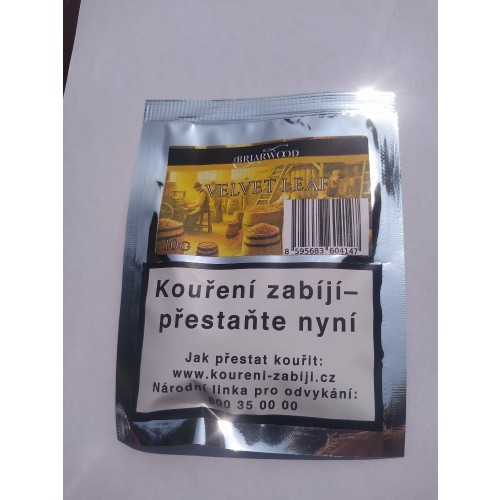 BRIARWOOD
VELVET LEAF
10G
8 595683 604147
Kouření zabíjí–
přestaňte nyní
Jak přestat kouřit:
www.koureni-zabiji.cz
Národní linka pro odvykání:
800 35 00 00